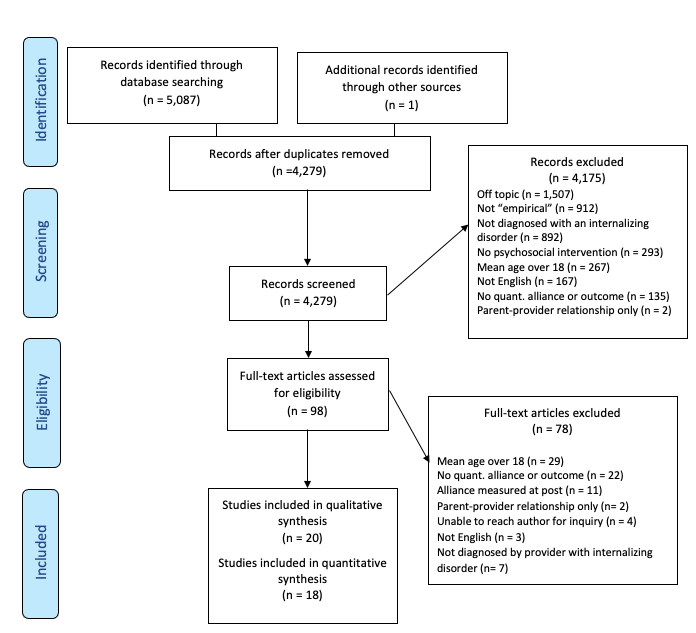 Identification
Records identified through
database searching
(n = 5,087)
Additional records identified
through other sources
(n = 1)
Records after duplicates removed
(n =4,279)
Screening
Records excluded
(n = 4,175)
Off topic (n = 1,507)
Not “empirical” (n = 912)
Not diagnosed with an internalizing
disorder (n = 892)
No psychosocial intervention (n = 293)
Mean age over 18 (n = 267)
Not English (n = 167)
No quant. alliance or outcome (n = 135)
Parent-provider relationship only (n = 2)
Records screened
(n = 4,279)
Eligibility
Full-text articles assessed
for eligibility
(n = 98)
Full-text articles excluded
(n = 78)
Mean age over 18 (n = 29)
No quant. alliance or outcome (n = 22)
Alliance measured at post (n = 11)
Parent-provider relationship only (n= 2)
Unable to reach author for inquiry (n = 4)
Not English (n = 3)
Not diagnosed by provider with internalizing
disorder (n= 7)
Included
Studies included in qualitative
synthesis
(n = 20)
Studies included in quantitative
synthesis
(n = 18)